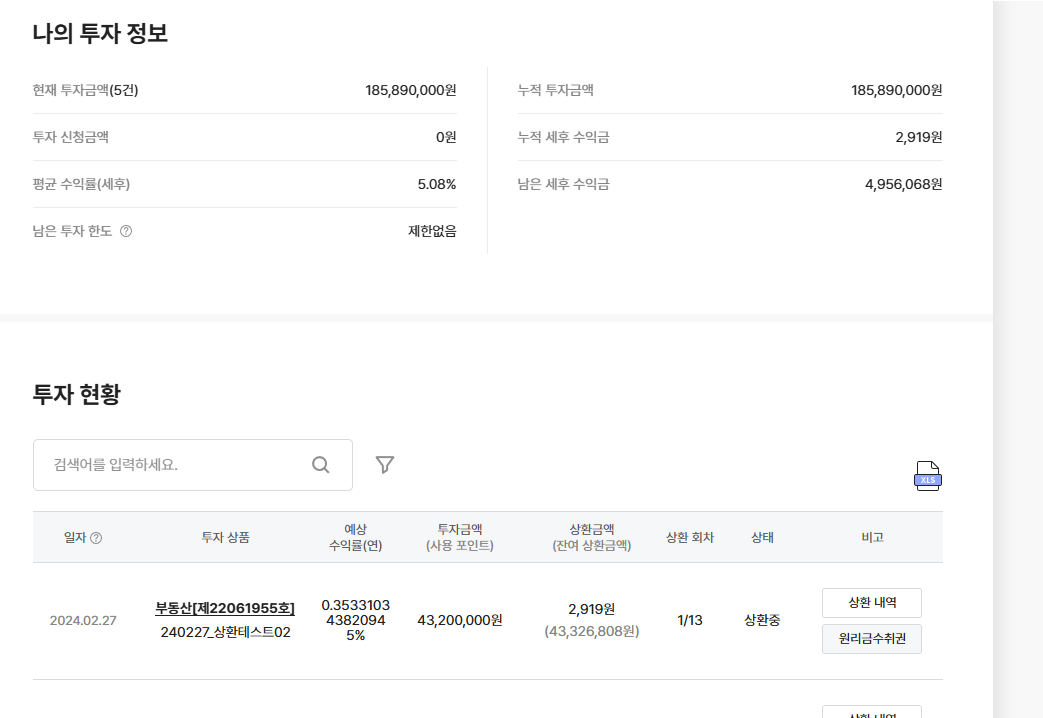 나의 투자 정보
현재 투자금액(5건) 185,890,000원
투자 신청금액 0원
평균 수익률(세후) 5.08%
남은 투자 한도 ? 제한없음
누적 투자금액 185,890,000원
누적 세후 수익금 2,919원
남은 세후 수익금 4,956,068원
투자 현황
검색어를 입력하세요.
XLS
일자 ? 투자 상품 예상 수익률(연) 투자금액 (사용 포인트) 상환금액 (잔여 상환금액) 상환 회차 상태 비고
2024.02.27
부동산[제22061955호]
240227_상환테스트02
0.3533103
4382094
5%
43,200,000원
2,919원
(43,326,808원)
1/13
상환중
상환 내역
원리금수취권
상환 내역